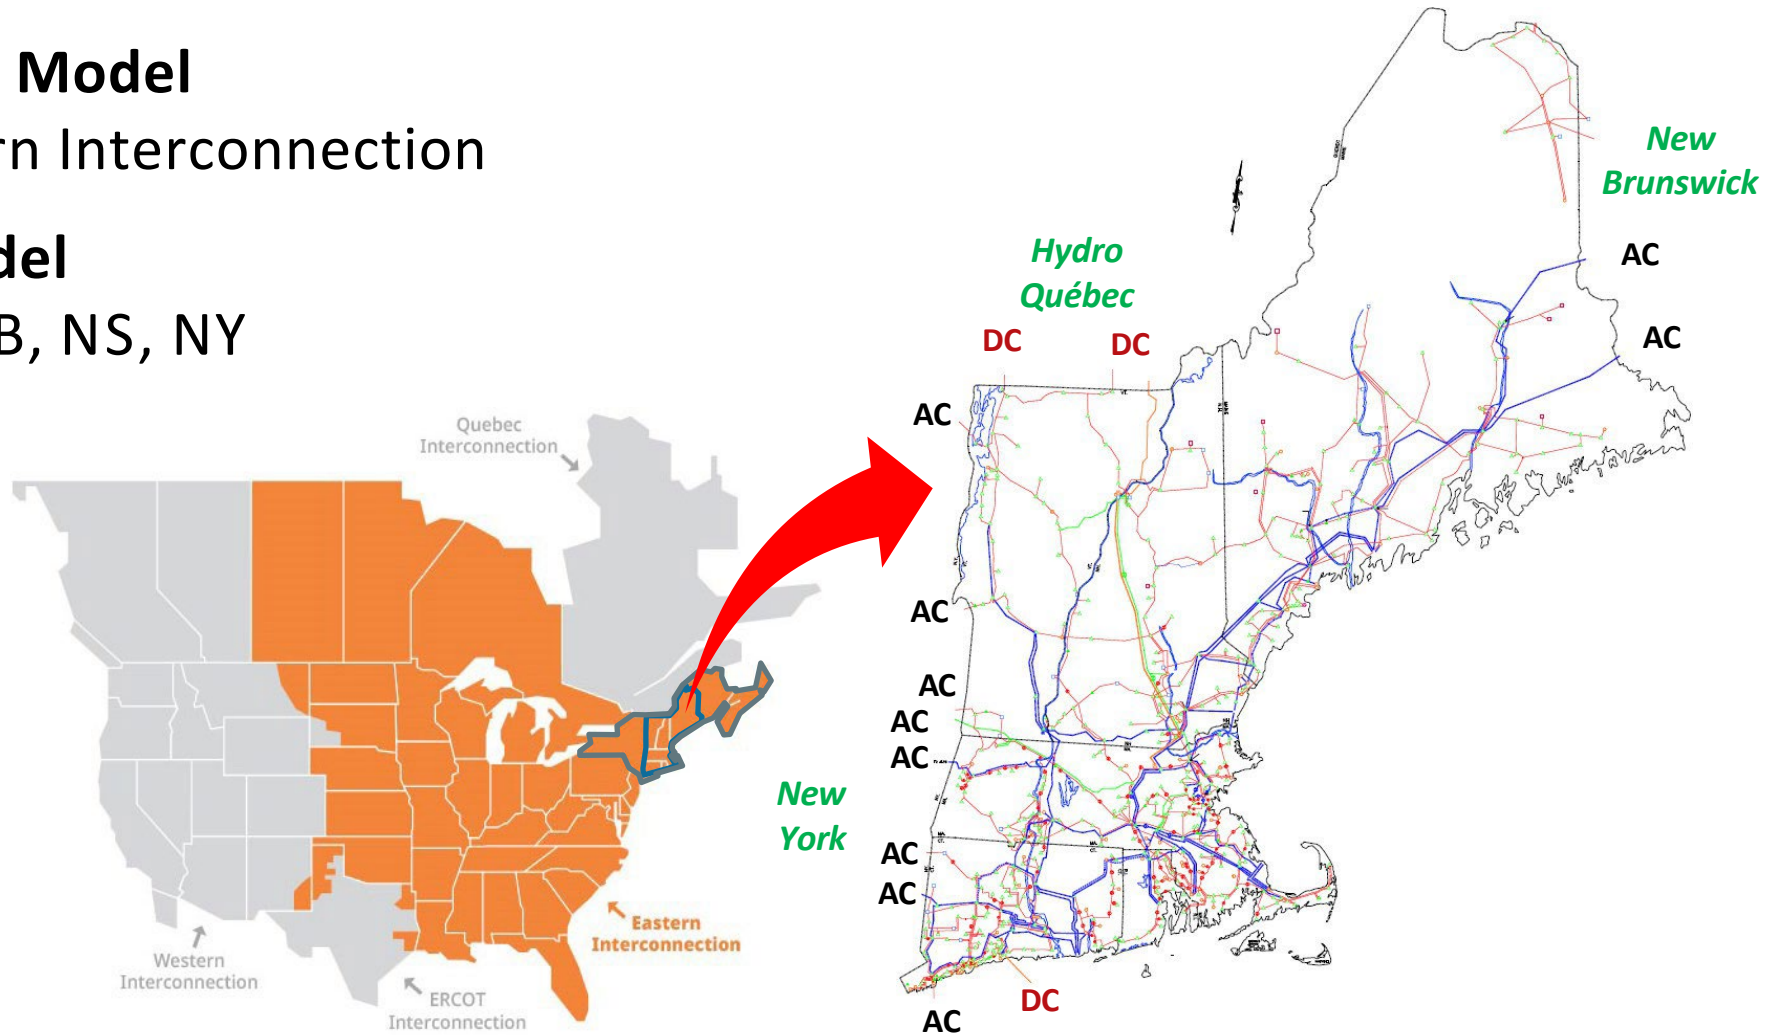 Model
rn Interconnection
del
B, NS, NY
Quebec
Interconnection
Western
Interconnection
ERCOT
Interconnection
Eastern
Interconnection
New
York
Hydro
Québec
New
Brunswick
DC
DC
AC
AC
AC
AC
AC
AC
AC
AC
AC
AC
DC
AC